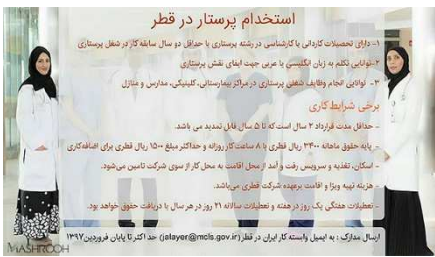 استخدام پرستار در قطر
۱- دارای تحصیلات کاردانی یا کارشناسی در رشته پرستاری با حداقل دو سال سابقه کار در شغل پرستاری
۲- توانایی تکلم به زبان انگلیسی یا عربی جهت ایفای نقش پرستاری
۳- توانایی انجام وظایف شغلی پرستاری در مراکز بیمارستانی، کلینیکی، مدارس و منازل
برخی شرایط کاری
- حداقل مدت قرارداد ۲ سال است که تا ۵ سال قابل تمدید می باشد.
- پایه حقوق ماهانه ۲۳۰۰ ریال قطری با ۸ ساعت کار روزانه و حداکثر مبلغ ۱۵۰۰ ریال قطری برای اضافه‌کاری
- اسکان، تغذیه و سرویس رفت و آمد از محل اقامت به محل کار از سوی شرکت تامین می‌شود.
- هزینه تهیه ویزا و اقامت برعهده شرکت قطری می‌باشد.
- تعطیلات هفتگی یک روز در هفته و تعطیلات سالانه ۲۱ روز در هر سال با دریافت حقوق خواهد بود.
ارسال مدارک : به ایمیل وابسته کار ایران در قطر (jalayer@mcls.gov.ir) حداکثر تا پایان فروردین ۱۳۹۷
MASHROOH